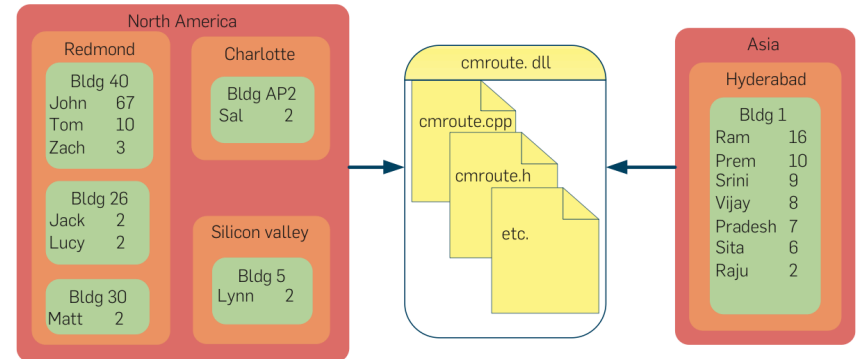 North America
Redmond
Bldg 40
John 67
Tom 10
Zach 3
Bldg 26
Jack 2
Lucy 2
Bldg 30
Matt 2
Charlotte
Bldg AP2
Sal 2
Silicon valley
Bldg 5
Lynn 2
cmroute. dll
cmroute.cpp
cmroute.h
etc.
Asia
Hyderabad
Bldg 1
Ram 16
Prem 10
Srini 9
Vijay 8
Pradesh 7
Sita 6
Raju 2